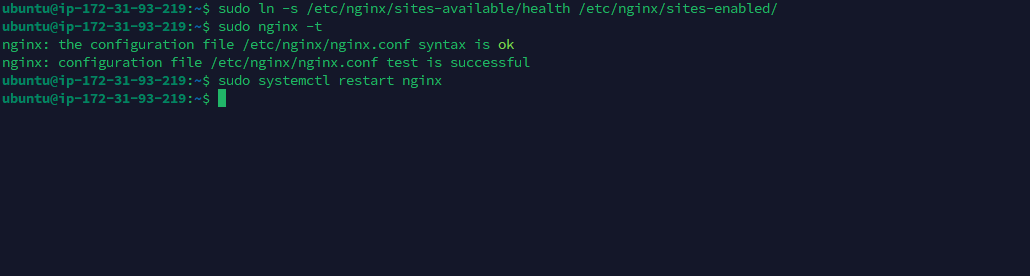 ubuntu@ip-172-31-93-219:~$ sudo ln -s /etc/nginx/sites-available/health /etc/nginx/sites-enabled/
ubuntu@ip-172-31-93-219:~$ sudo nginx -t
nginx: the configuration file /etc/nginx/nginx.conf syntax is ok
nginx: configuration file /etc/nginx/nginx.conf test is successful
ubuntu@ip-172-31-93-219:~$ sudo systemctl restart nginx
ubuntu@ip-172-31-93-219:~$